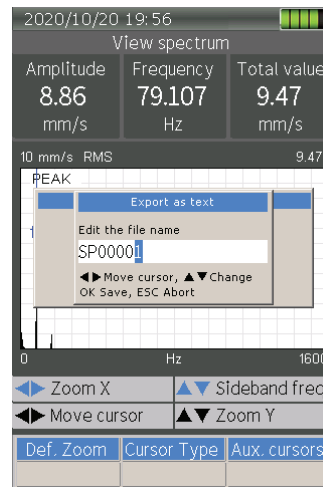 2020/10/20 19:56
View spectrum
Amplitude Frequency Total value
8.86 79.107 9.47
mm/s Hz mm/s
10 mm/s RMS 9.47
PEAK
Export as text
Edit the file name
SP00001
◀▶Move cursor, ▲▼Change
OK Save, ESC Abort
0 Hz 1600
◀▶ Zoom X ▲▼ Sideband freq
◀▶ Move cursor ▲▼ Zoom Y
Def. Zoom Cursor Type Aux. cursors